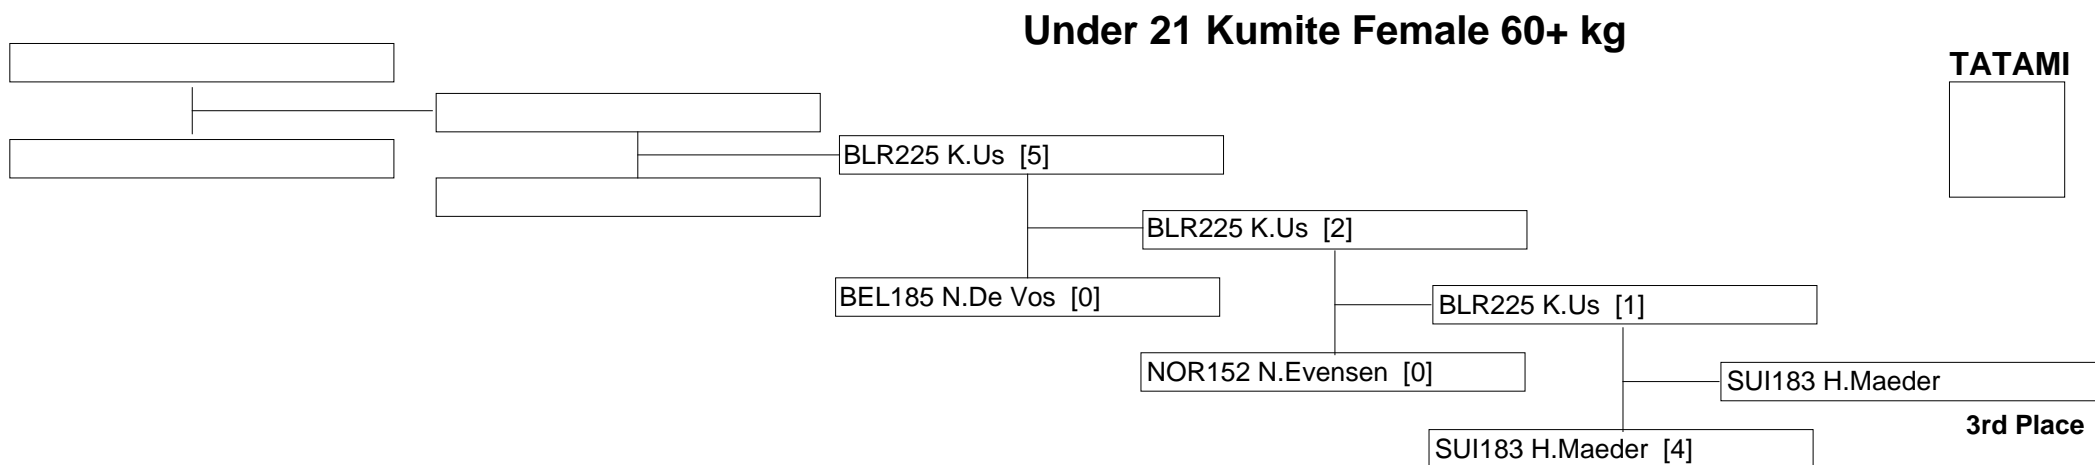 Under 21 Kumite Female 60+ kg
TATAMI
BLR225 K.Us [5]
BLR225 K.Us [2]
BEL185 N.De Vos [0]
BLR225 K.Us [1]
NOR152 N.Evensen [0]
SUI183 H.Maeder
3rd Place
SUI183 H.Maeder [4]